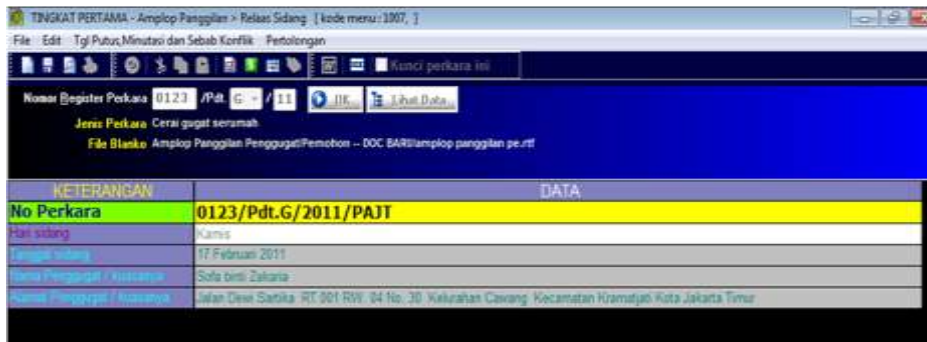 TINGKAT PERTAMA - Amplop Panggilan > Relaas Sidang [ kode menu : 1007, ]
File Edit Tgl Putus,Minutasi dan Sebab Konflik Pertolongan
Kunci perkara ini
Nomor Register Perkara 0123 /Pdt. G / 11 OK Lihat Data...
Jenis Perkara Cerai gugat serumah
File Blanko Amplop Panggilan Penggugat/Pemohon -- DOC BARU\amplop panggilan pe.rtf
KETERANGAN DATA
No Perkara 0123/Pdt.G/2011/PAJT
Hari sidang Kamis
Tanggal sidang 17 Februari 2011
Nama Penggugat / kuasanya Sofa binti Zakaria
Alamat Penggugat / kuasanya Jalan Dewi Sartika RT.001 RW. 04 No. 30 Kelurahan Cawang Kecamatan Kramatjati Kota Jakarta Timur